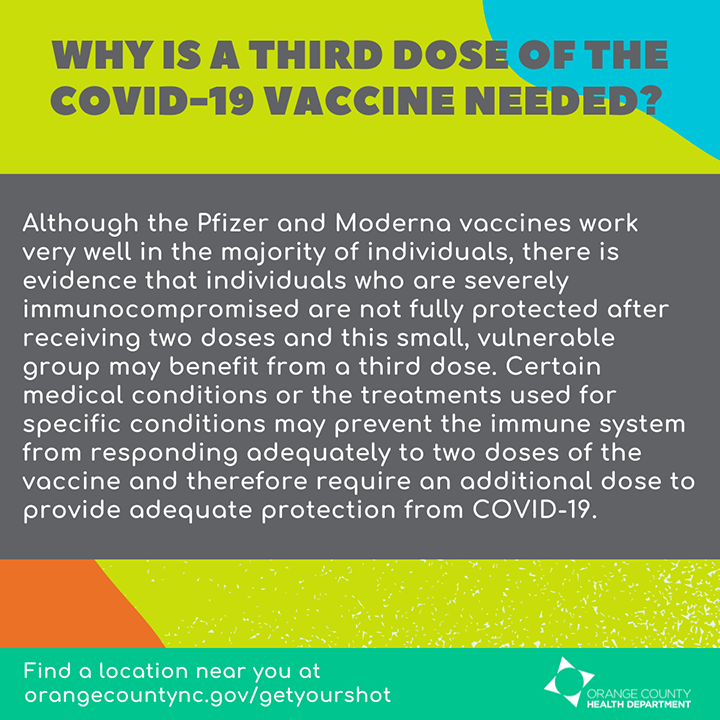 WHY IS A THIRD DOSE OF THE
COVID-19 VACCINE NEEDED?
Although the Pfizer and Moderna vaccines work
very well in the majority of individuals, there is
evidence that individuals who are severely
immunocompromised are not fully protected after
receiving two doses and this small, vulnerable
group may benefit from a third dose. Certain
medical conditions or the treatments used for
specific conditions may prevent the immune system
from responding adequately to two doses of the
vaccine and therefore require an additional dose to
provide adequate protection from COVID-19.
Find a location near you at
orangecountync.gov/getyourshot
ORANGE COUNTY
HEALTH DEPARTMENT